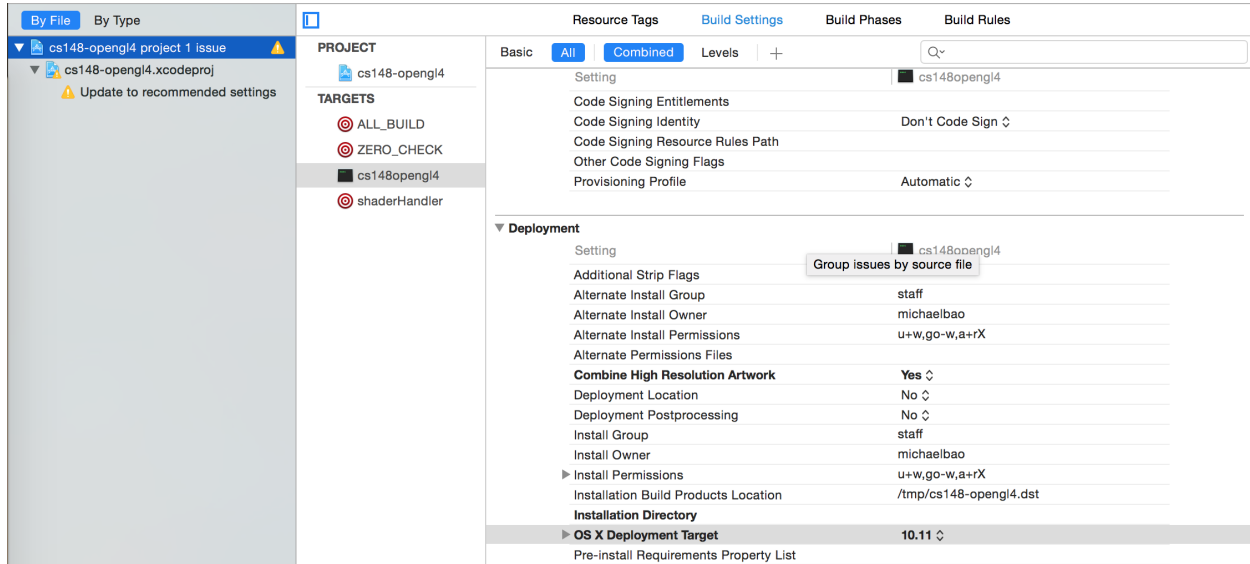 By File By Type
cs148-opengl4 project 1 issue
cs148-opengl4.xcodeproj
Update to recommended settings
PROJECT
cs148-opengl4
TARGETS
ALL_BUILD
ZERO_CHECK
cs148opengl4
shaderHandler
Resource Tags Build Settings Build Phases Build Rules
Basic All Combined Levels +
Setting cs148opengl4
Code Signing Entitlements
Code Signing Identity Don't Code Sign
Code Signing Resource Rules Path
Other Code Signing Flags
Provisioning Profile Automatic
Deployment
Setting cs148opengl4
Group issues by source file
Additional Strip Flags
Alternate Install Group staff
Alternate Install Owner michaelbao
Alternate Install Permissions u+w,go-w,a+rX
Alternate Permissions Files
Combine High Resolution Artwork Yes
Deployment Location No
Deployment Postprocessing No
Install Group staff
Install Owner michaelbao
Install Permissions u+w,go-w,a+rX
Installation Build Products Location /tmp/cs148-opengl4.dst
Installation Directory
OS X Deployment Target 10.11
Pre-install Requirements Property List